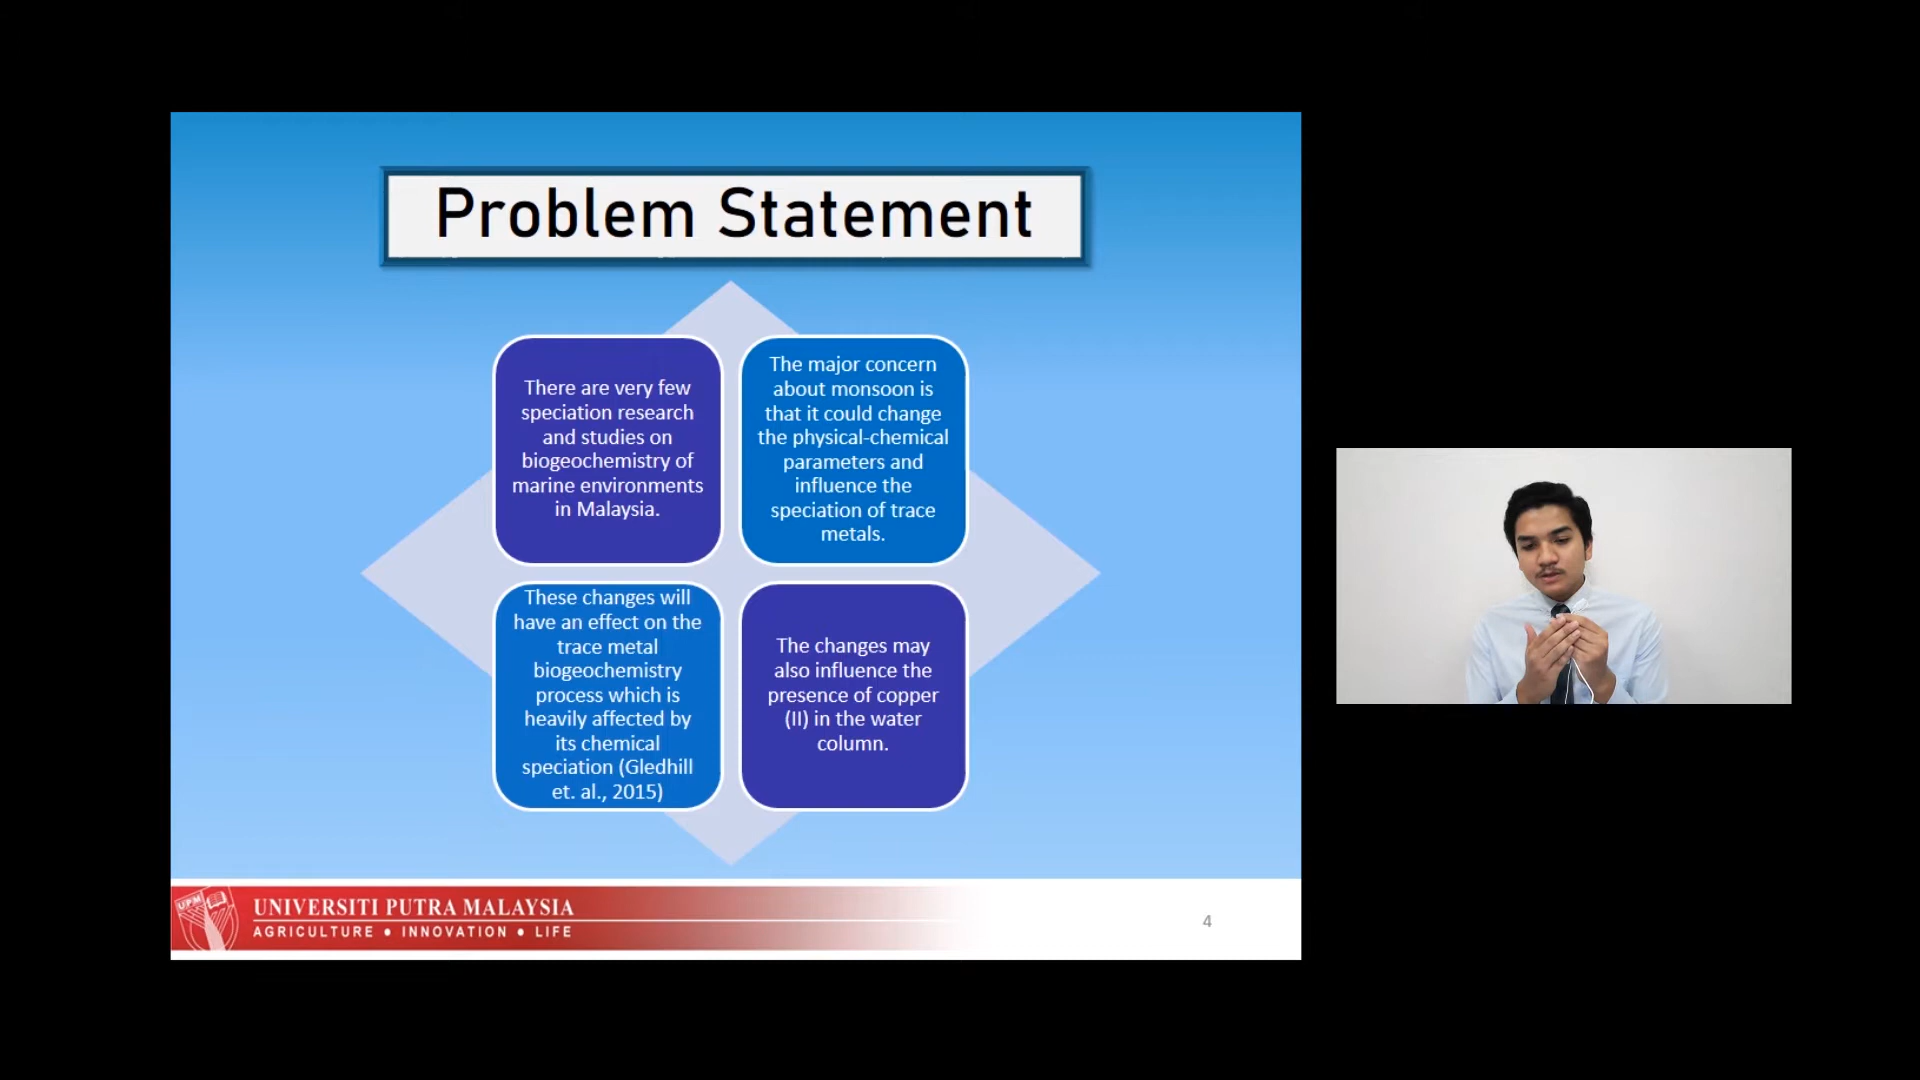 Problem Statement
There are very few
speciation research
and studies on
biogeochemistry of
marine environments
in Malaysia.
The major concern
about monsoon is
that it could change
the physical-chemical
parameters and
influence the
speciation of trace
metals.
These changes will
have an effect on the
trace metal
biogeochemistry
process which is
heavily affected by
its chemical
speciation (Gledhill
et. al., 2015)
The changes may
also influence the
presence of copper
(II) in the water
column.
UPM
UNIVERSITI PUTRA MALAYSIA
AGRICULTURE • INNOVATION • LIFE
4